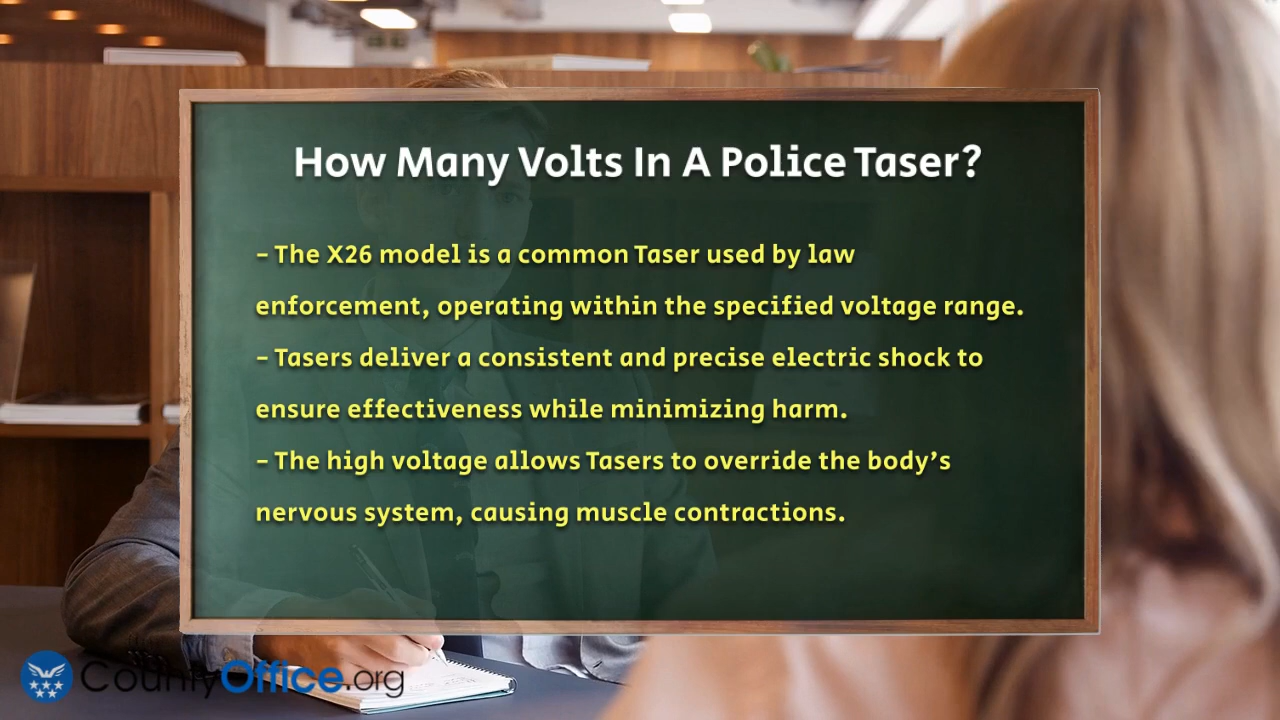 How Many Volts In A Police Taser?
- The X26 model is a common Taser used by law
enforcement, operating within the specified voltage range.
- Tasers deliver a consistent and precise electric shock to
ensure effectiveness while minimizing harm.
- The high voltage allows Tasers to override the body's
nervous system, causing muscle contractions.
CountyOffice.org